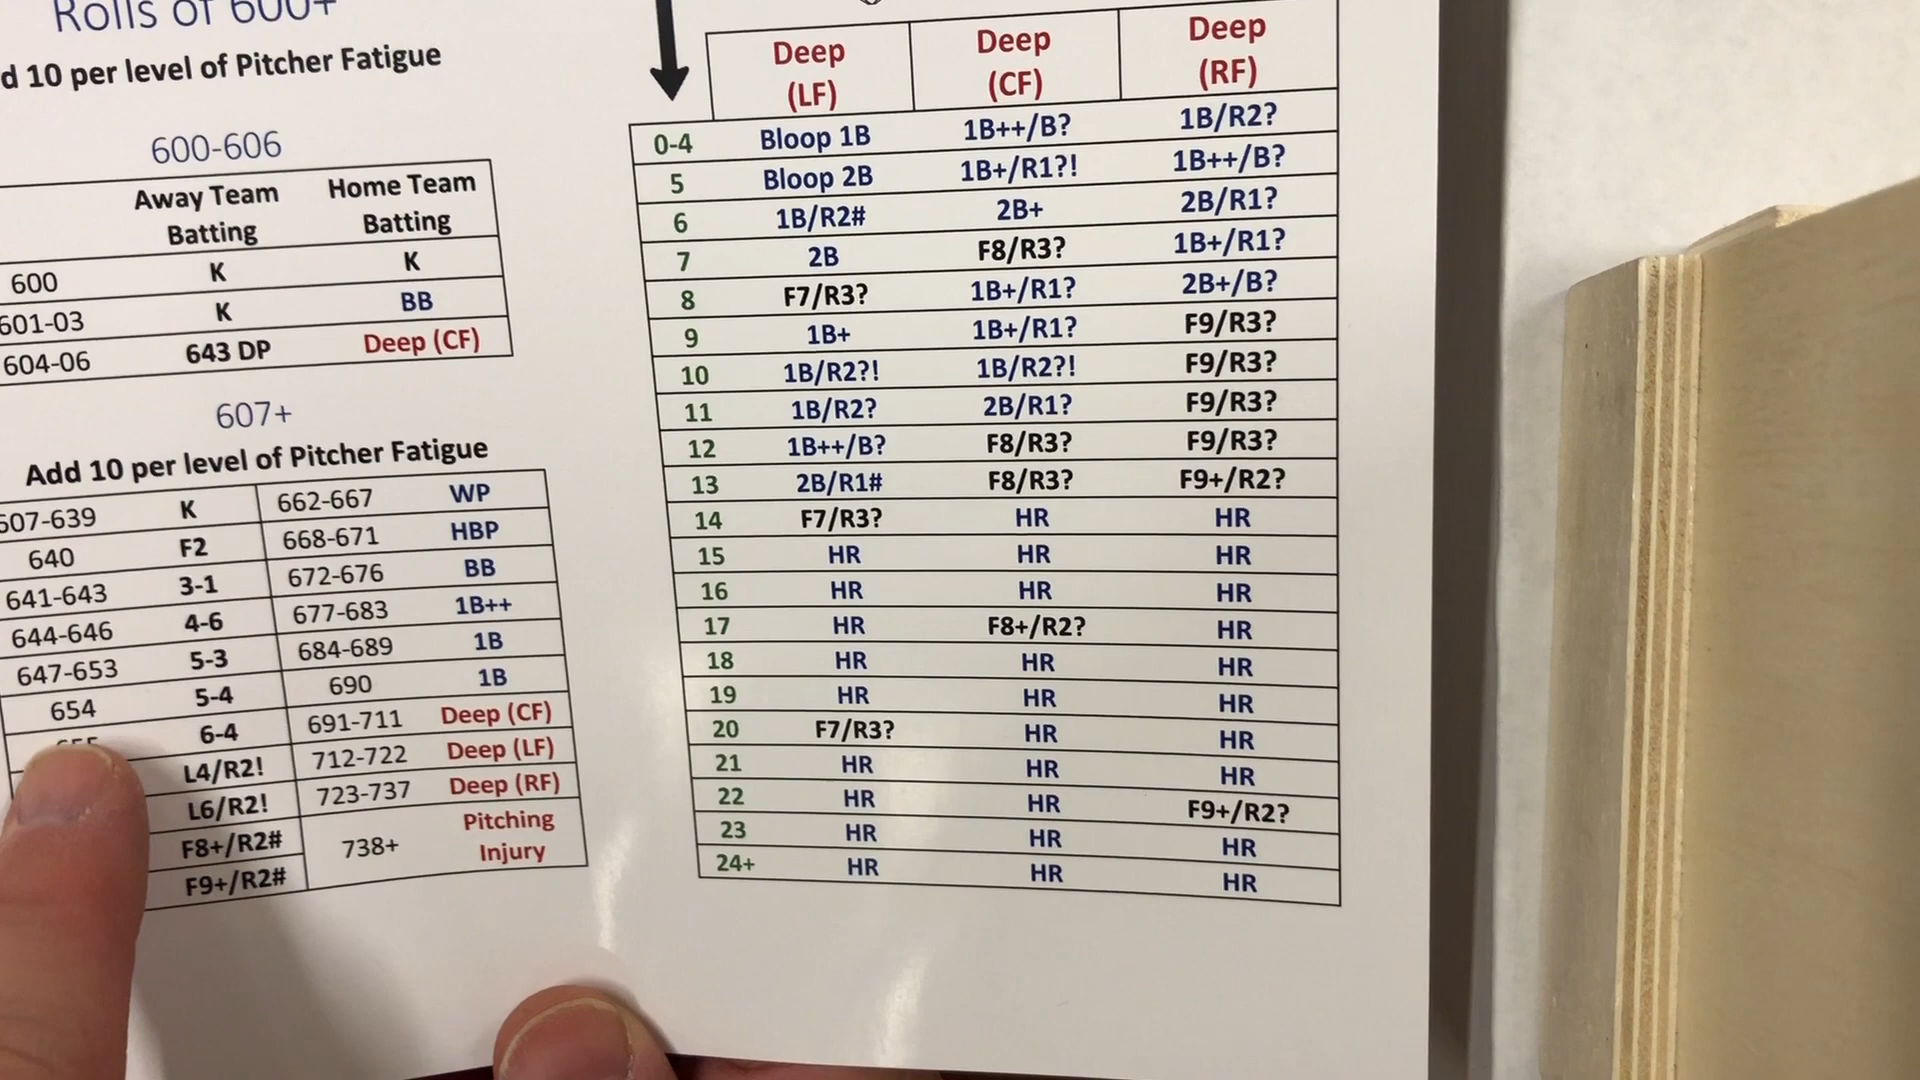 Rolls of 600+
d 10 per level of Pitcher Fatigue
600-606
Away Team Batting Home Team Batting
600 K K
601-03 K BB
604-06 643 DP Deep (CF)
607+
Add 10 per level of Pitcher Fatigue
607-639 K 662-667 WP
640 F2 668-671 HBP
641-643 3-1 672-676 BB
644-646 4-6 677-683 1B++
647-653 5-3 684-689 1B
654 5-4 690 1B
655 6-4 691-711 Deep (CF)
L4/R2! 712-722 Deep (LF)
L6/R2! 723-737 Deep (RF)
F8+/R2# 738+ Pitching Injury
F9+/R2#
Deep (LF) Deep (CF) Deep (RF)
0-4 Bloop 1B 1B++/B? 1B/R2?
5 Bloop 2B 1B+/R1?! 1B++/B?
6 1B/R2# 2B+ 2B/R1?
7 2B F8/R3? 1B+/R1?
8 F7/R3? 1B+/R1? 2B+/B?
9 1B+ 1B+/R1? F9/R3?
10 1B/R2?! 1B/R2?! F9/R3?
11 1B/R2? 2B/R1? F9/R3?
12 1B++/B? F8/R3? F9/R3?
13 2B/R1# F8/R3? F9+/R2?
14 F7/R3? HR HR
15 HR HR HR
16 HR HR HR
17 HR F8+/R2? HR
18 HR HR HR
19 HR HR HR
20 F7/R3? HR HR
21 HR HR HR
22 HR HR F9+/R2?
23 HR HR HR
24+ HR HR HR